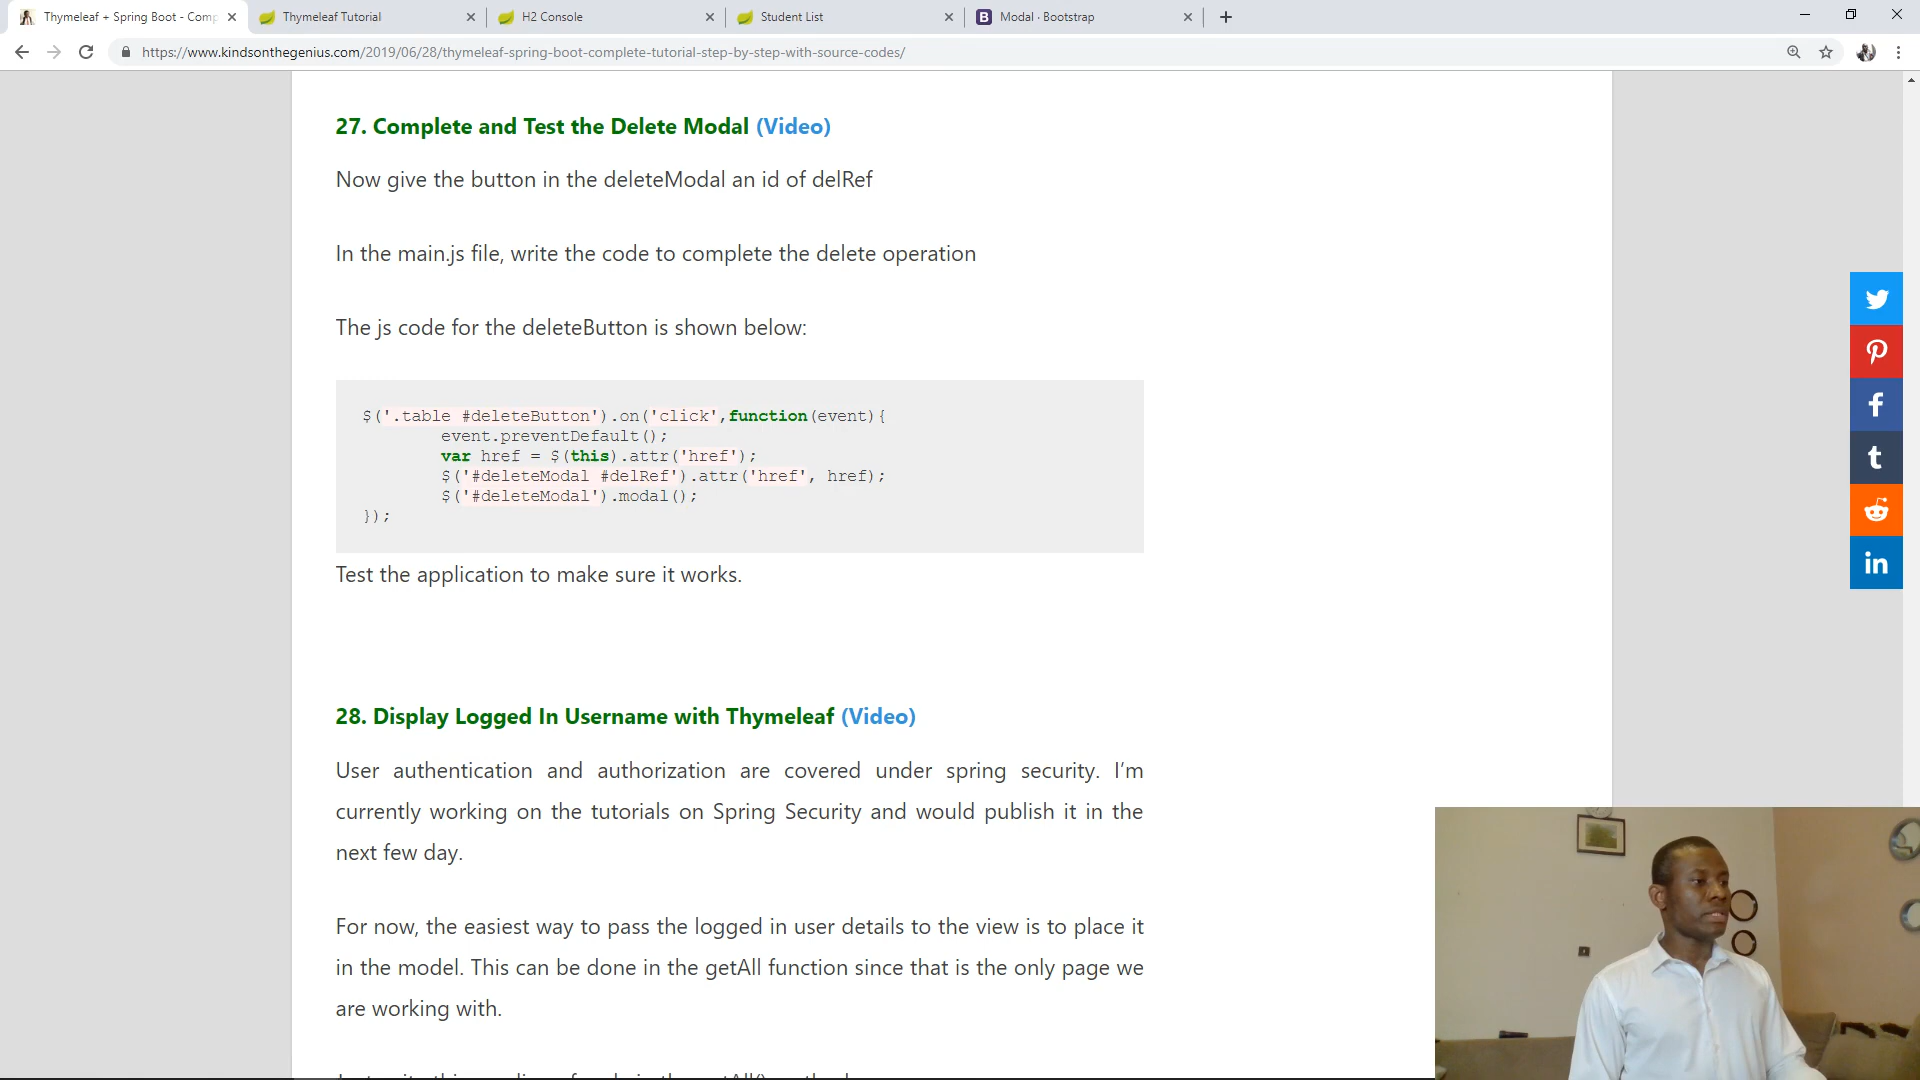 Thymeleaf + Spring Boot - Comp
Thymeleaf Tutorial
H2 Console
Student List
B Modal · Bootstrap
https://www.kindsonthegenius.com/2019/06/28/thymeleaf-spring-boot-complete-tutorial-step-by-step-with-source-codes/
27. Complete and Test the Delete Modal (Video)
Now give the button in the deleteModal an id of delRef
In the main.js file, write the code to complete the delete operation
The js code for the deleteButton is shown below:
$('.table #deleteButton').on('click',function(event){
event.preventDefault();
var href = $(this).attr('href');
$('#deleteModal #delRef').attr('href', href);
$('#deleteModal').modal();
});
Test the application to make sure it works.
28. Display Logged In Username with Thymeleaf (Video)
User authentication and authorization are covered under spring security. I’m
currently working on the tutorials on Spring Security and would publish it in the
next few day.
For now, the easiest way to pass the logged in user details to the view is to place it
in the model. This can be done in the getAll function since that is the only page we
are working with.